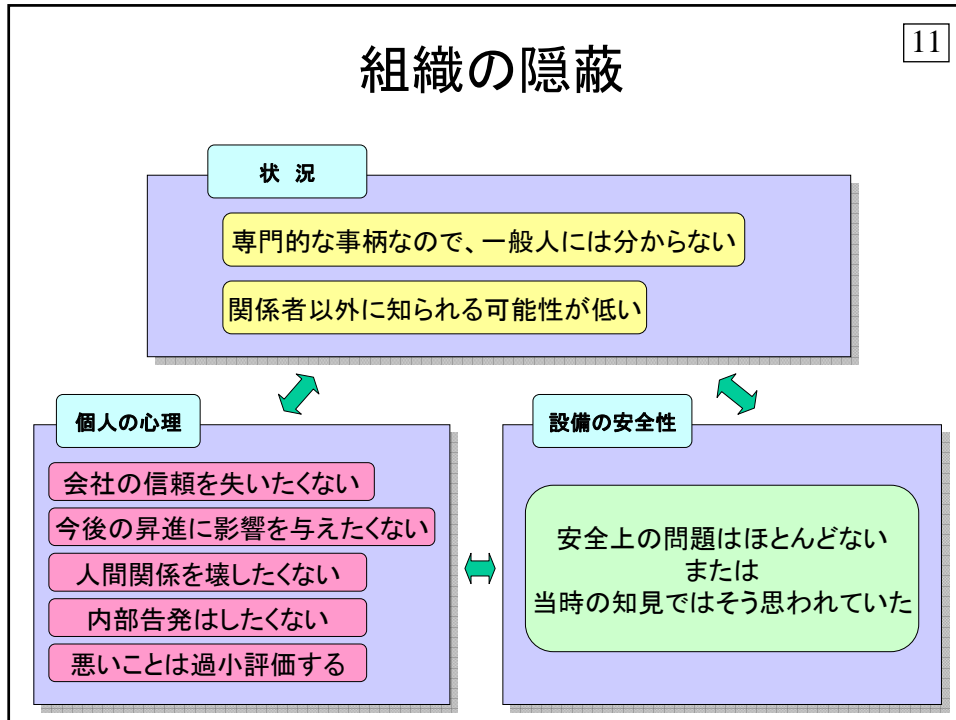 11
組織の隠蔽
状 況
専門的な事柄なので、一般人には分からない
関係者以外に知られる可能性が低い
個人の心理
会社の信頼を失いたくない
今後の昇進に影響を与えたくない
人間関係を壊したくない
内部告発はしたくない
悪いことは過小評価する
設備の安全性
安全上の問題はほとんどない
または
当時の知見ではそう思われていた